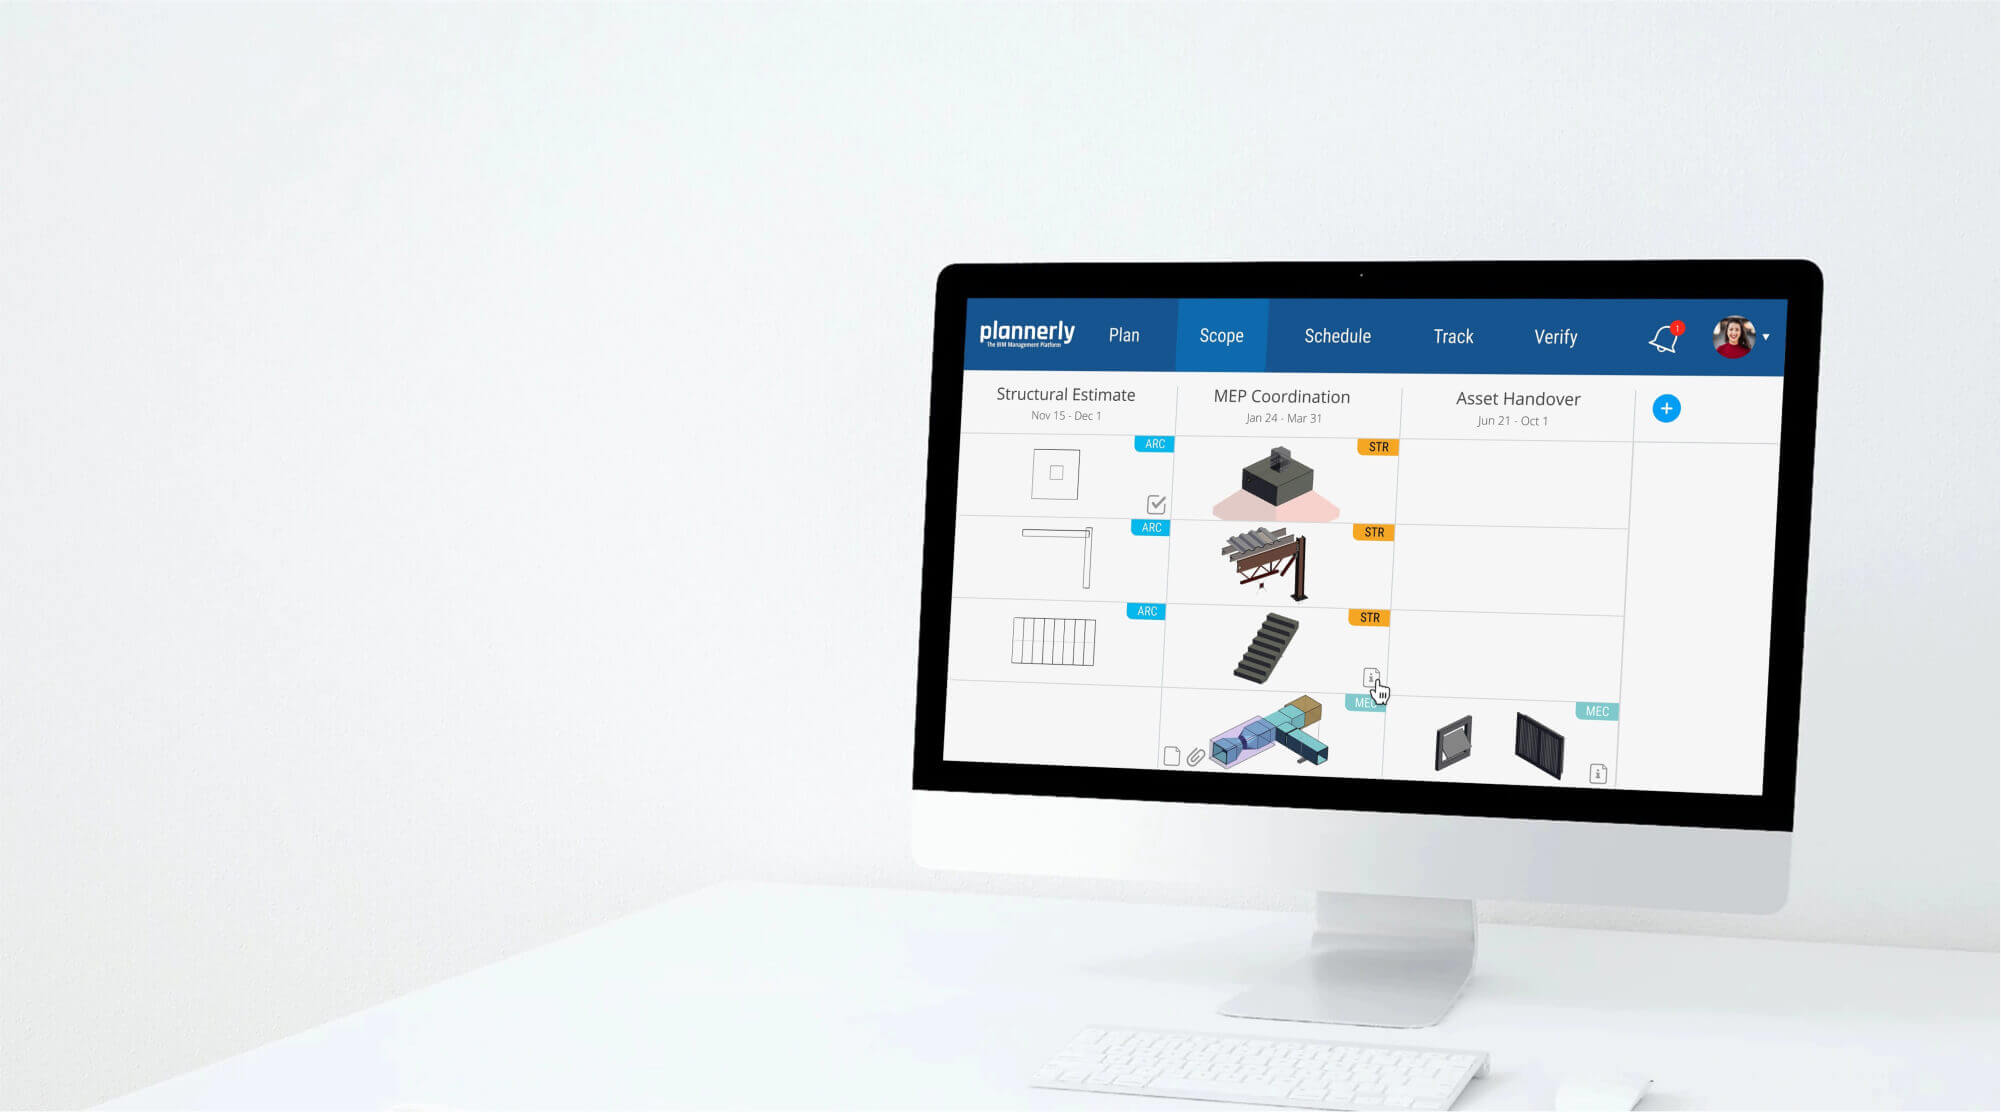 plannerly
The BIM Management Platform
Plan
Scope
Schedule
Track
Verify
1
Structural Estimate
Nov 15 - Dec 1
MEP Coordination
Jan 24 - Mar 31
Asset Handover
Jun 21 - Oct 1
ARC
STR
ARC
STR
ARC
STR
MEC
MEC